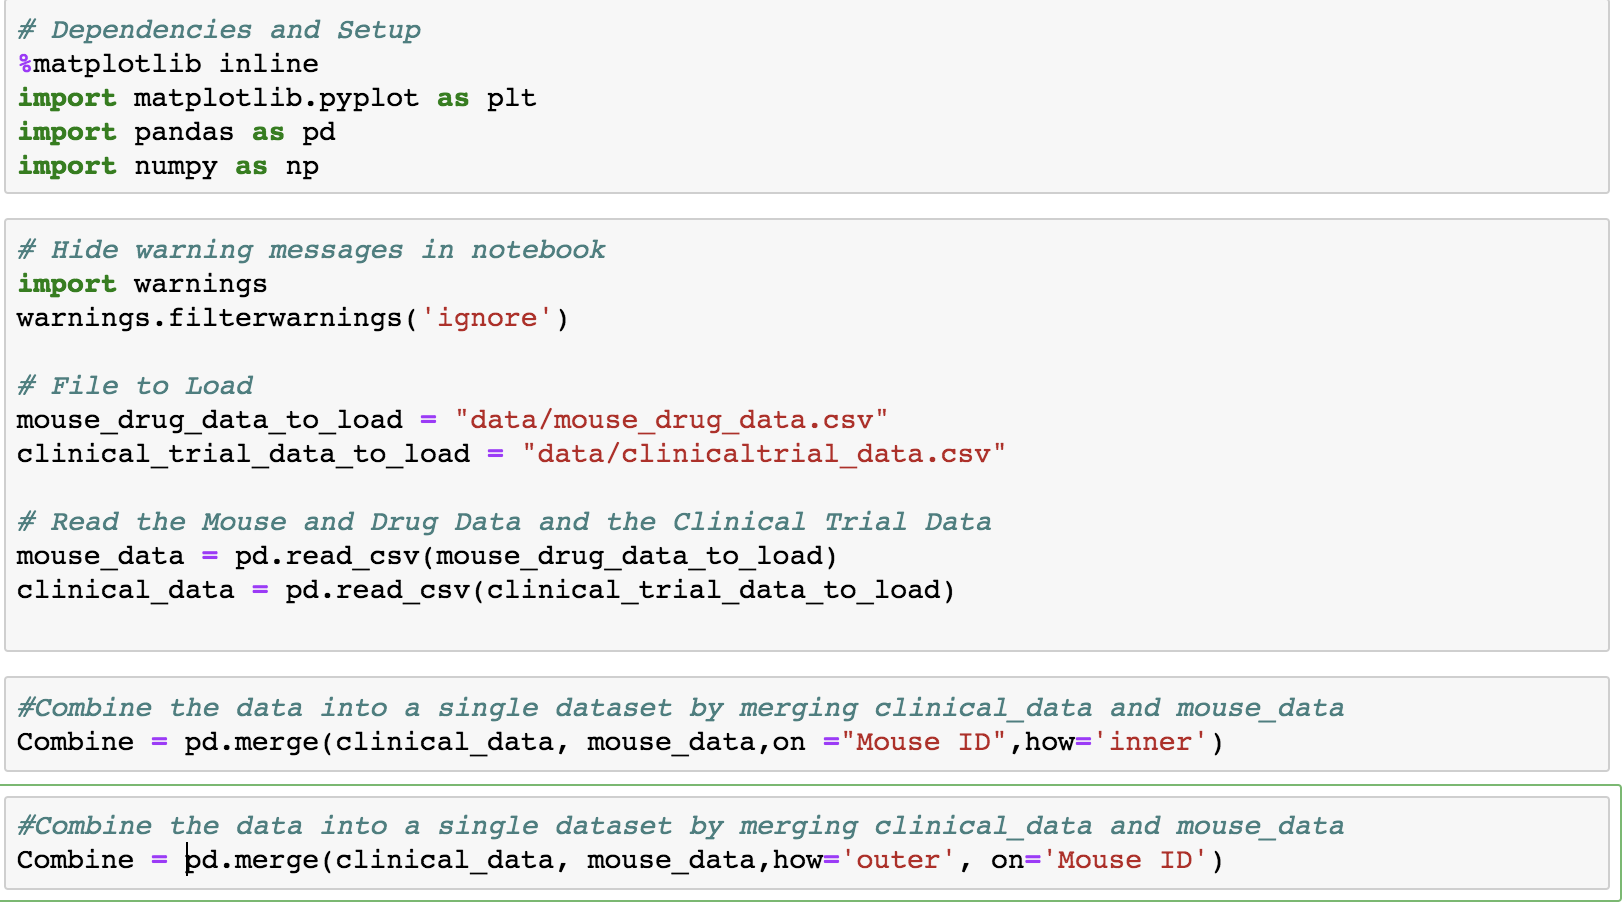 # Dependencies and Setup
%matplotlib inline
import matplotlib.pyplot as plt
import pandas as pd
import numpy as np
# Hide warning messages in notebook
import warnings
warnings.filterwarnings('ignore')
# File to Load
mouse_drug_data_to_load = "data/mouse_drug_data.csv"
clinical_trial_data_to_load = "data/clinicaltrial_data.csv"
# Read the Mouse and Drug Data and the Clinical Trial Data
mouse_data = pd.read_csv(mouse_drug_data_to_load)
clinical_data = pd.read_csv(clinical_trial_data_to_load)
#Combine the data into a single dataset by merging clinical_data and mouse_data
Combine = pd.merge(clinical_data, mouse_data,on ="Mouse ID",how='inner')
#Combine the data into a single dataset by merging clinical_data and mouse_data
Combine = pd.merge(clinical_data, mouse_data,how='outer', on='Mouse ID')